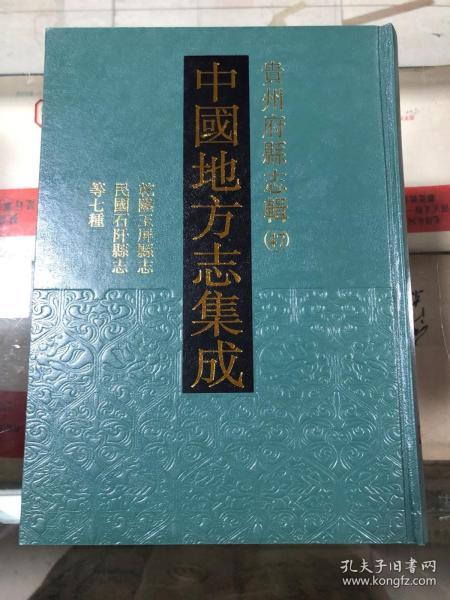 貴州府縣志輯(47)
中國地方志集成
乾隆玉屏縣志
民國石阡縣志
等七種
孔夫子旧书网
www.kongfz.com